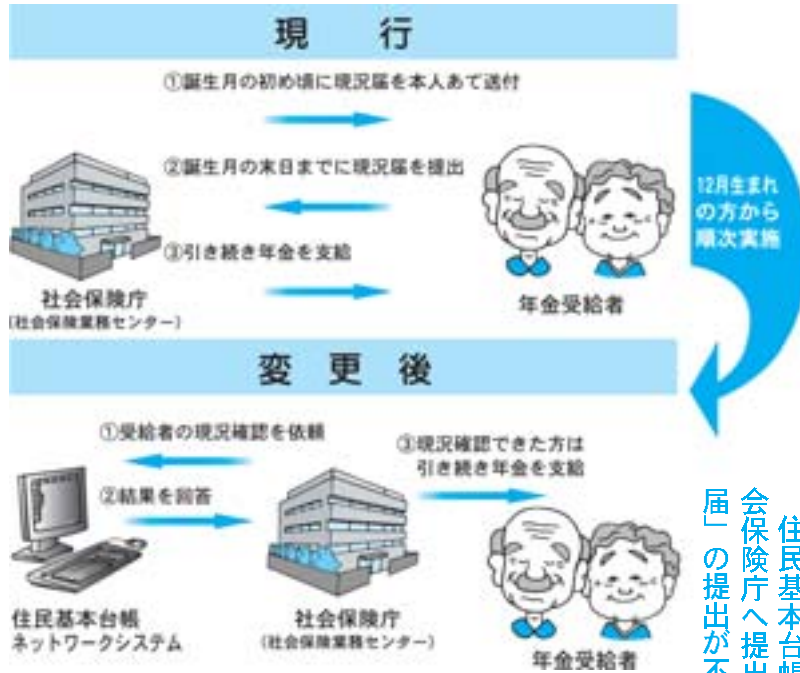 現行
①誕生月の初め頃に現況届を本人あて送付
②誕生月の末日までに現況届を提出
③引き続き年金を支給
社会保険庁
(社会保険業務センター)
年金受給者
12月生まれ
の方から
順次実施
変更後
①受給者の現況確認を依頼
②結果を回答
③現況確認できた方は
引き続き年金を支給
住民基本台帳
ネットワークシステム
社会保険庁
(社会保険業務センター)
年金受給者
住民基本台帳
会保険庁へ提出
届」の提出が不